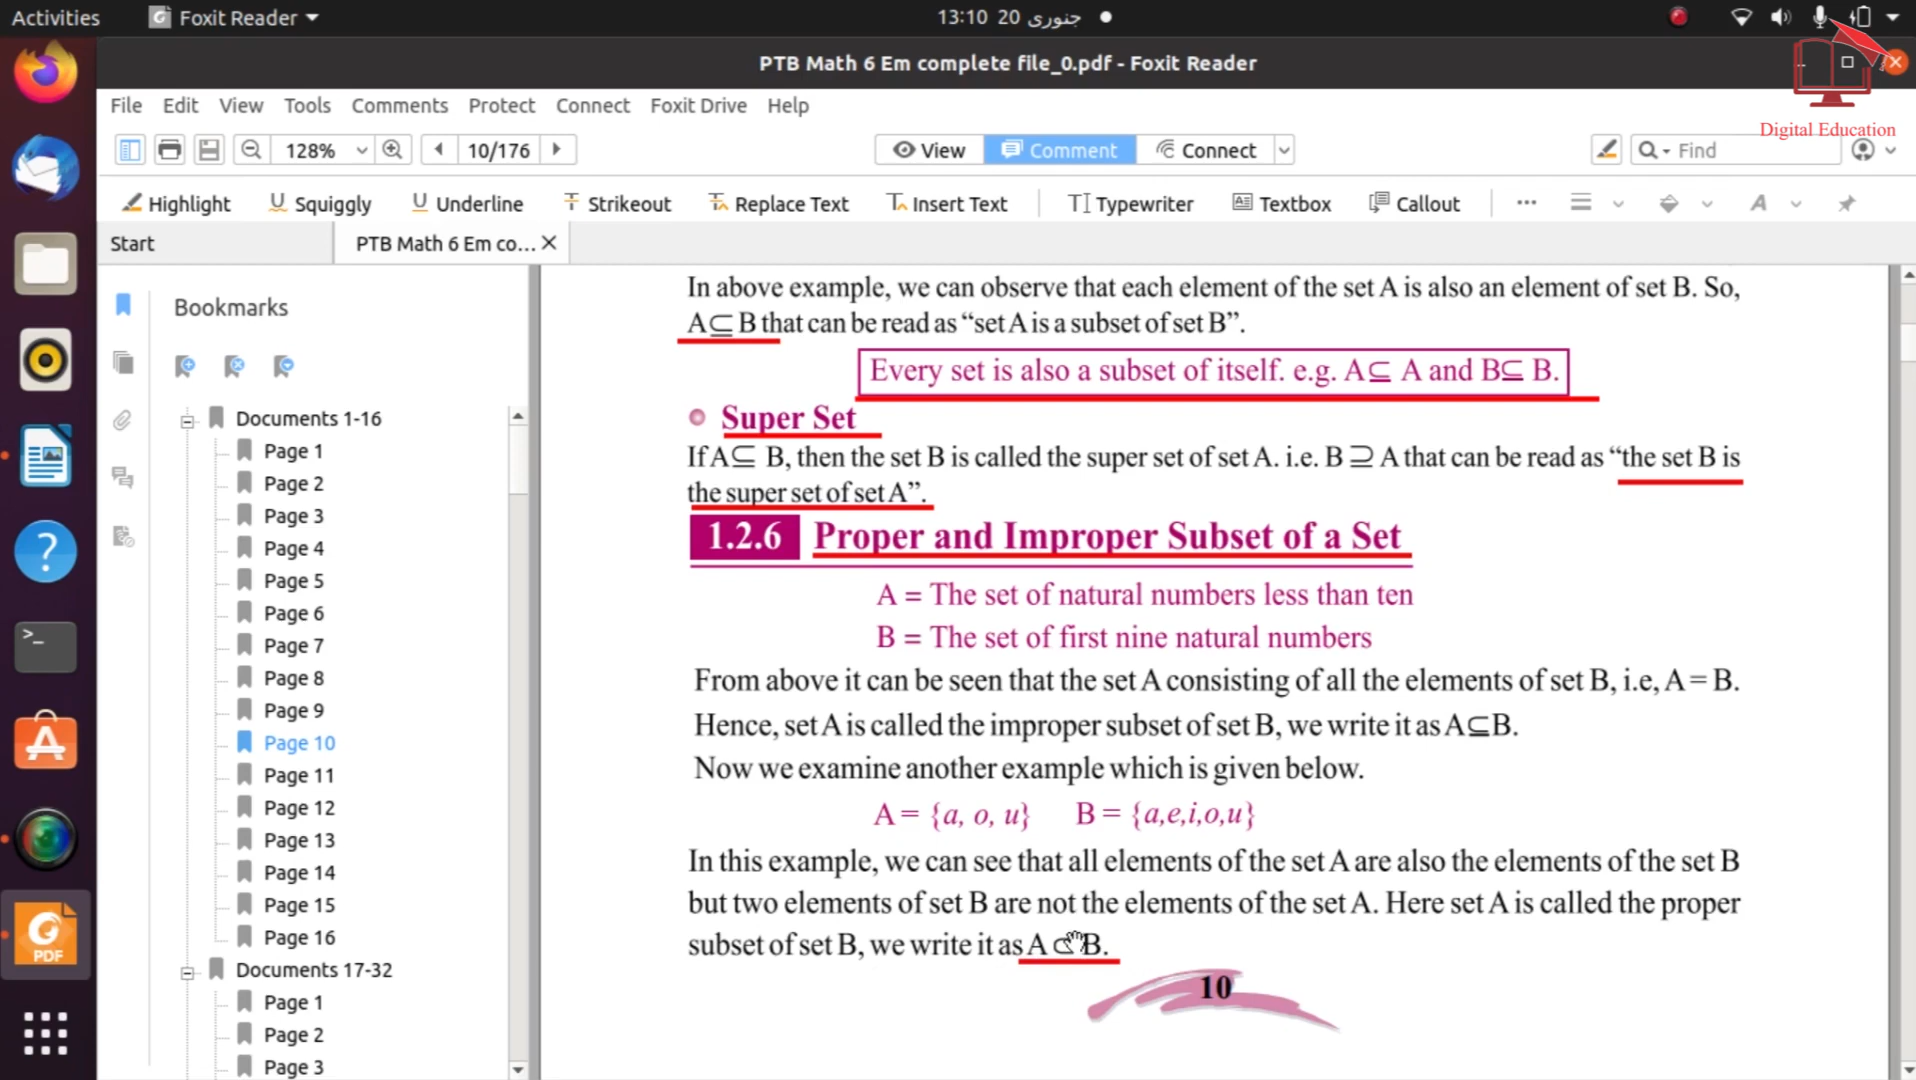 Activities Foxit Reader 13:10 20 جنوری
PTB Math 6 Em complete file_0.pdf - Foxit Reader
Digital Education
File Edit View Tools Comments Protect Connect Foxit Drive Help
128% 10/176 View Comment Connect Find
Highlight Squiggly Underline Strikeout Replace Text Insert Text Typewriter Textbox Callout
Start PTB Math 6 Em co...
Bookmarks
Documents 1-16
Page 1
Page 2
Page 3
Page 4
Page 5
Page 6
Page 7
Page 8
Page 9
Page 10
Page 11
Page 12
Page 13
Page 14
Page 15
Page 16
Documents 17-32
Page 1
Page 2
Page 3
In above example, we can observe that each element of the set A is also an element of set B. So,
A⊆B that can be read as “set A is a subset of set B”.
Every set is also a subset of itself. e.g. A⊆ A and B⊆ B.
Super Set
If A⊆ B, then the set B is called the super set of set A. i.e. B ⊇ A that can be read as “the set B is
the super set of set A”.
1.2.6 Proper and Improper Subset of a Set
A = The set of natural numbers less than ten
B = The set of first nine natural numbers
From above it can be seen that the set A consisting of all the elements of set B, i.e, A = B.
Hence, set A is called the improper subset of set B, we write it as A⊆B.
Now we examine another example which is given below.
A = {a, o, u} B = {a,e,i,o,u}
In this example, we can see that all elements of the set A are also the elements of the set B
but two elements of set B are not the elements of the set A. Here set A is called the proper
subset of set B, we write it as A ⊂ B.
10
PDF